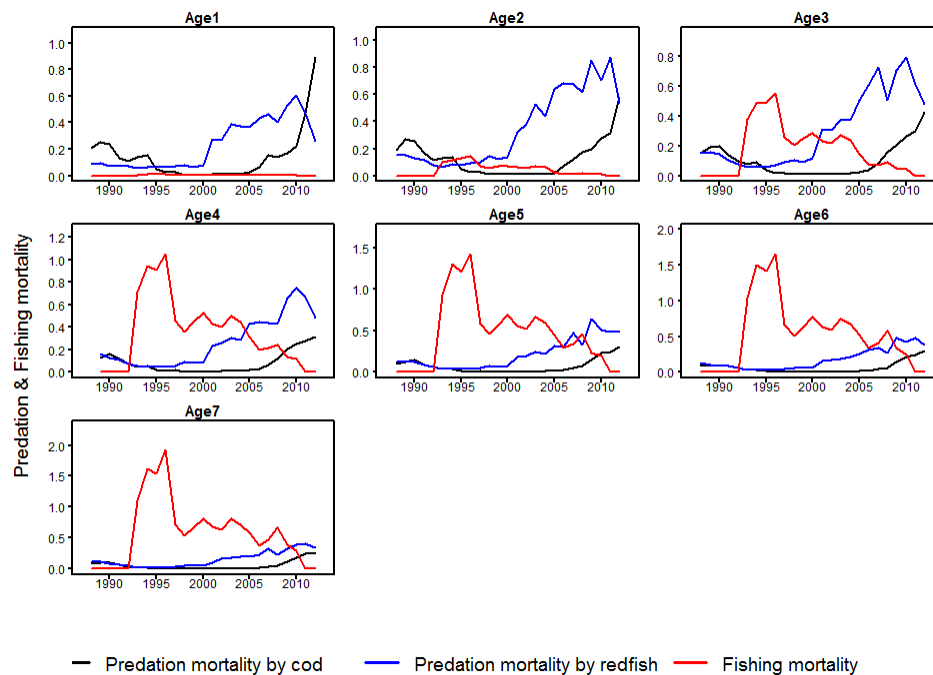 Age1 Age2 Age3
1.0 1.0
0.8 0.8 0.8
0.6 0.6 0.6
0.4 0.4 0.4
0.2 0.2 0.2
0.0 0.0 0.0
1990 1995 2000 2005 2010 1990 1995 2000 2005 2010 1990 1995 2000 2005 2010
Predation & Fishing mortality
Age4 Age5 Age6
1.2 2.0
1.0 1.5
0.8 1.5
0.6 1.0 1.0
0.4 0.5 0.5
0.2
0.0 0.0 0.0
1990 1995 2000 2005 2010 1990 1995 2000 2005 2010 1990 1995 2000 2005 2010
Age7
2.0
1.5
1.0
0.5
0.0
1990 1995 2000 2005 2010
Predation mortality by cod Predation mortality by redfish Fishing mortality